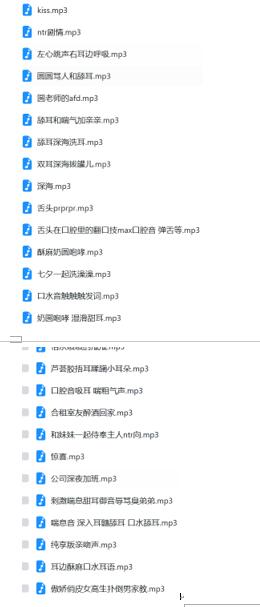 kiss.mp3
ntr剧情.mp3
左心跳声右耳边呼吸.mp3
圆圆骂人和舔耳.mp3
圆老师的afd.mp3
舔耳和喘气加亲亲.mp3
舔耳深海洗耳.mp3
双耳深海拔罐儿.mp3
深海.mp3
舌头prprpr.mp3
舌头在口腔里的翻口技max口腔音 弹舌等.mp3
酥麻奶圆咆哮.mp3
七夕一起洗澡澡.mp3
口水音触触触发词.mp3
奶圆咆哮 湿滑甜耳.mp3
芦荟胶捂耳蹂躏小耳朵.mp3
口腔音吸耳 喘粗气声.mp3
合租室友醉酒回家.mp3
和妹一起侍奉主人ntr向.mp3
惊喜.mp3
公司深夜加班.mp3
刺激喘息甜耳御音辱骂臭弟弟.mp3
喘息音 深入耳髓舔耳 口水舔耳.mp3
纯享版亲吻声.mp3
耳边酥麻口水耳语.mp3
傲娇俏皮女高生扑倒男家教.mp3